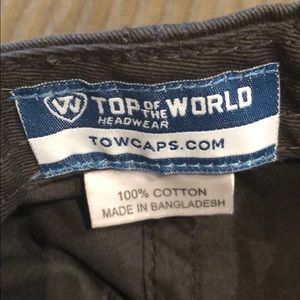 TOP OF THE WORLD
HEADWEAR
TOWCAPS.COM
100% COTTON
MADE IN BANGLADESH